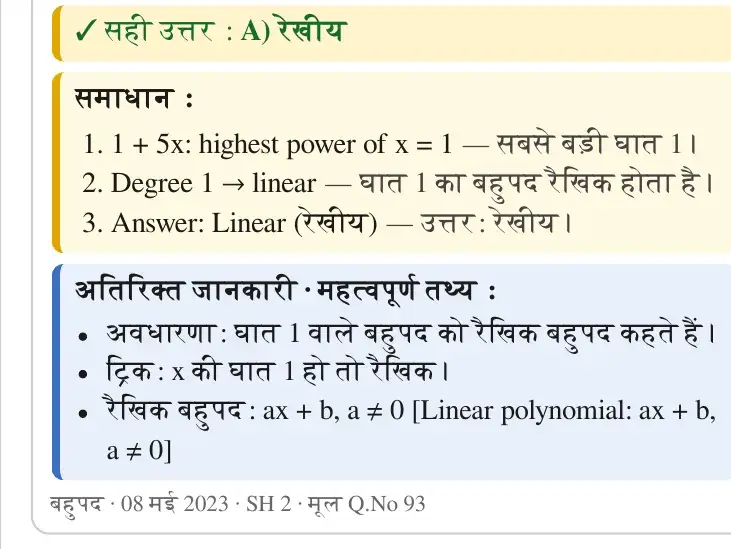 ✓ सही उत्तर : A) रेखीय
समाधान :
1. 1 + 5x: highest power of x = 1 — सबसे बड़ी घात 1।
2. Degree 1 → linear — घात 1 का बहुपद रैखिक होता है।
3. Answer: Linear (रेखीय) — उत्तर : रेखीय।
अतिरिक्त जानकारी · महत्वपूर्ण तथ्य :
• अवधारणा : घात 1 वाले बहुपद को रैखिक बहुपद कहते हैं।
• ट्रिक : x की घात 1 हो तो रैखिक।
• रैखिक बहुपद : ax + b, a ≠ 0 [Linear polynomial: ax + b,
a ≠ 0]
बहुपद · 08 मई 2023 · SH 2 · मूल Q.No 93